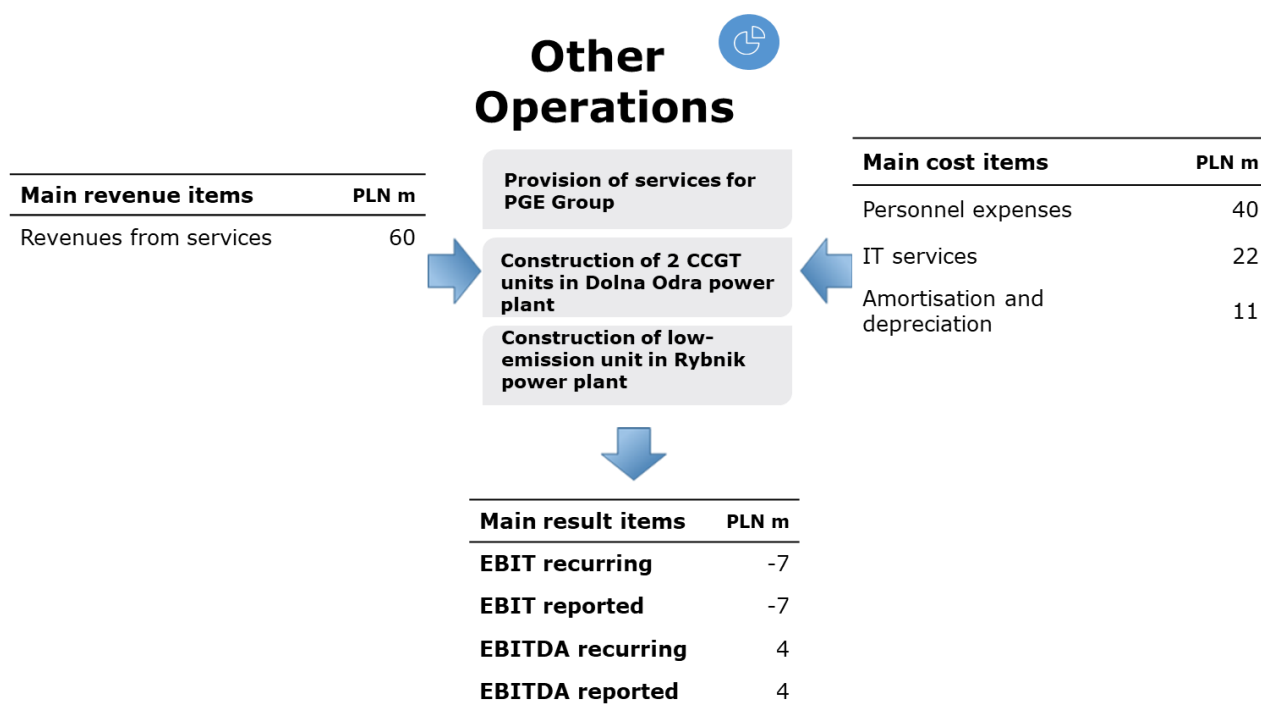 Other
Operations
Main revenue items PLN m
Revenues from services 60
Provision of services for
PGE Group
Construction of 2 CCGT
units in Dolna Odra power
plant
Construction of low-
emission unit in Rybnik
power plant
Main cost items PLN m
Personnel expenses 40
IT services 22
Amortisation and
depreciation 11
Main result items PLN m
EBIT recurring -7
EBIT reported -7
EBITDA recurring 4
EBITDA reported 4